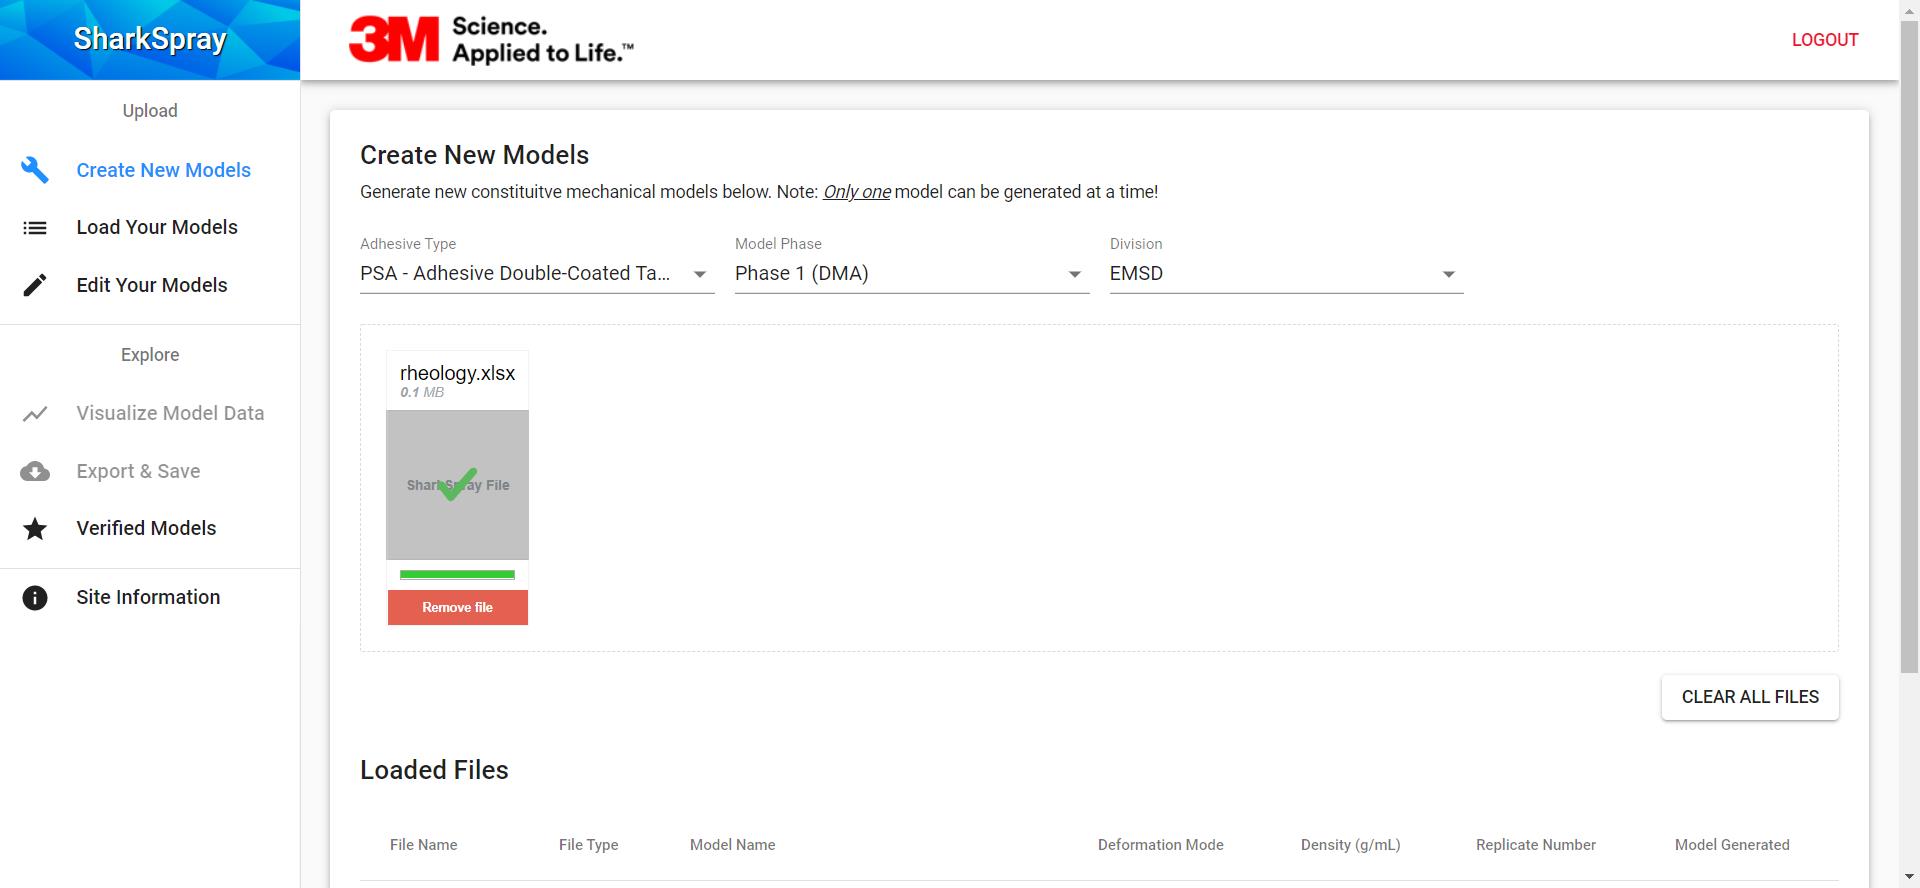 SharkSpray
3M Science.
Applied to Life.™
LOGOUT
Upload
Create New Models
Load Your Models
Edit Your Models
Explore
Visualize Model Data
Export & Save
Verified Models
Site Information
Create New Models
Generate new constituitve mechanical models below. Note: Only one model can be generated at a time!
Adhesive Type
PSA - Adhesive Double-Coated Ta...
Model Phase
Phase 1 (DMA)
Division
EMSD
rheology.xlsx
0.1 MB
SharkSpray File
Remove file
CLEAR ALL FILES
Loaded Files
File Name File Type Model Name Deformation Mode Density (g/mL) Replicate Number Model Generated